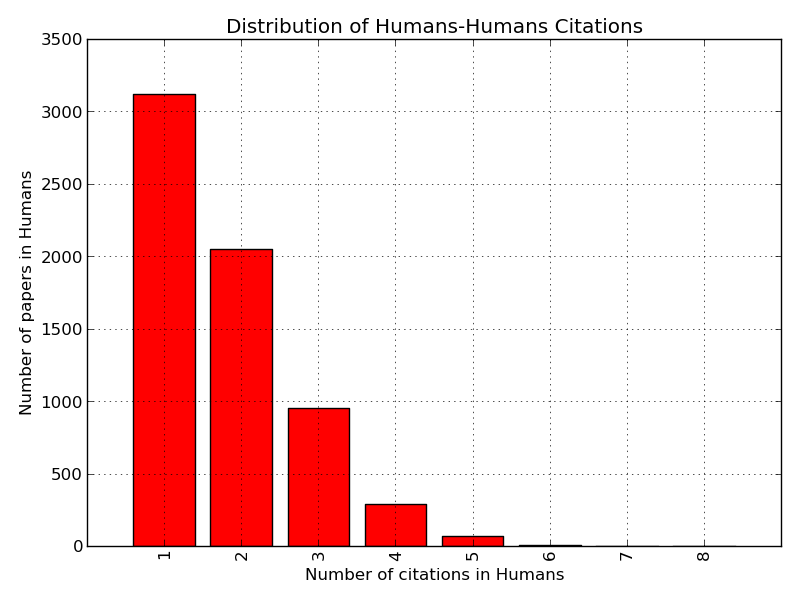 Distribution of Humans-Humans Citations
3500
3000
2500
2000
1500
1000
500
0
Number of papers in Humans
1 2 3 4 5 6 7 8
Number of citations in Humans